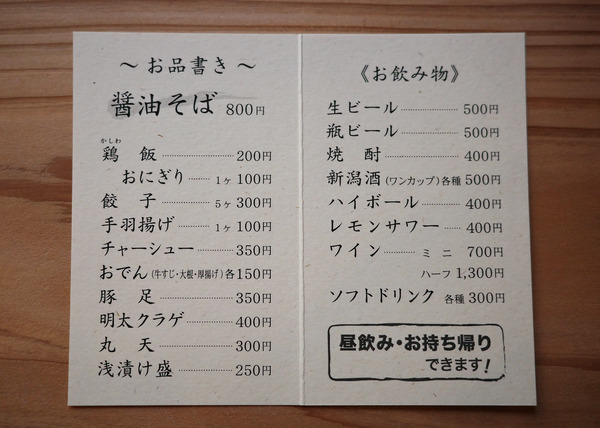 ～ お品書き ～
醤油そば 800円
かしわ
鶏飯 200円
おにぎり 1ヶ 100円
餃子 5ヶ 300円
手羽揚げ 1ヶ 100円
チャーシュー 350円
おでん(牛すじ・大根・厚揚げ)各150円
豚足 350円
明太クラゲ 400円
丸天 300円
浅漬け盛 250円
《お飲み物》
生ビール 500円
瓶ビール 500円
焼酎 400円
新潟酒(ワンカップ)各種 500円
ハイボール 400円
レモンサワー 400円
ワイン ミニ 700円
ハーフ 1,300円
ソフトドリンク 各種 300円
昼飲み・お持ち帰り
できます!